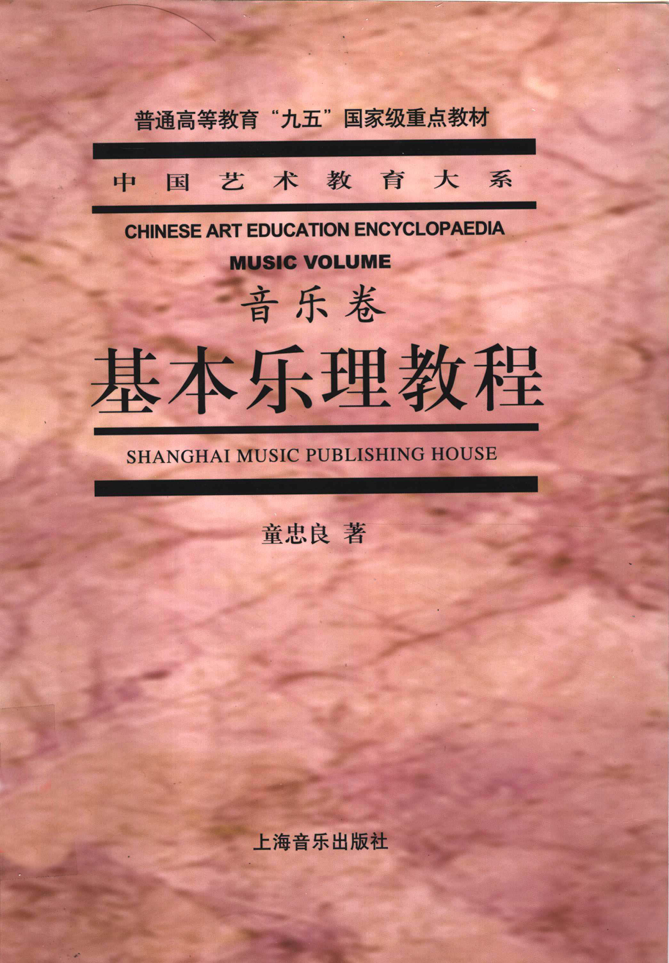 普通高等教育“九五”国家级重点教材
中国艺术教育大系
CHINESE ART EDUCATION ENCYCLOPAEDIA
MUSIC VOLUME
音乐卷
基本乐理教程
SHANGHAI MUSIC PUBLISHING HOUSE
童忠良 著
上海音乐出版社